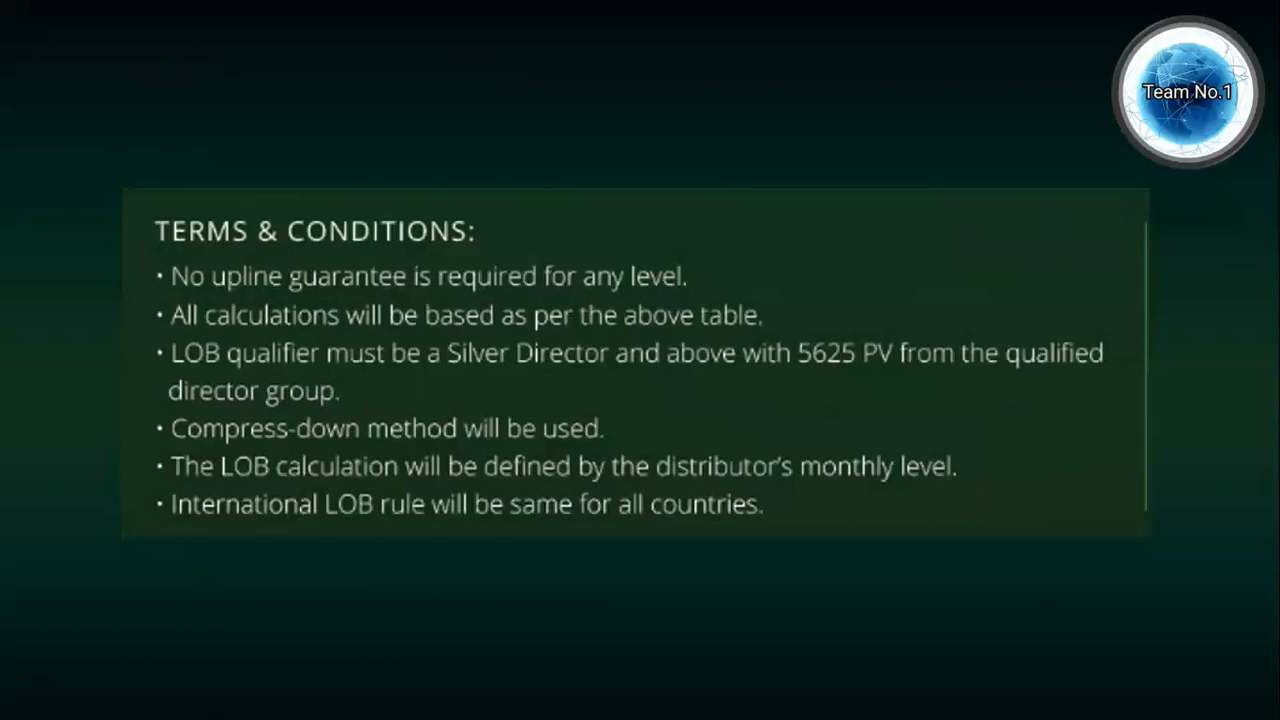 Team No.1
TERMS & CONDITIONS:
• No upline guarantee is required for any level.
• All calculations will be based as per the above table.
• LOB qualifier must be a Silver Director and above with 5625 PV from the qualified
director group.
• Compress-down method will be used.
• The LOB calculation will be defined by the distributor’s monthly level.
• International LOB rule will be same for all countries.